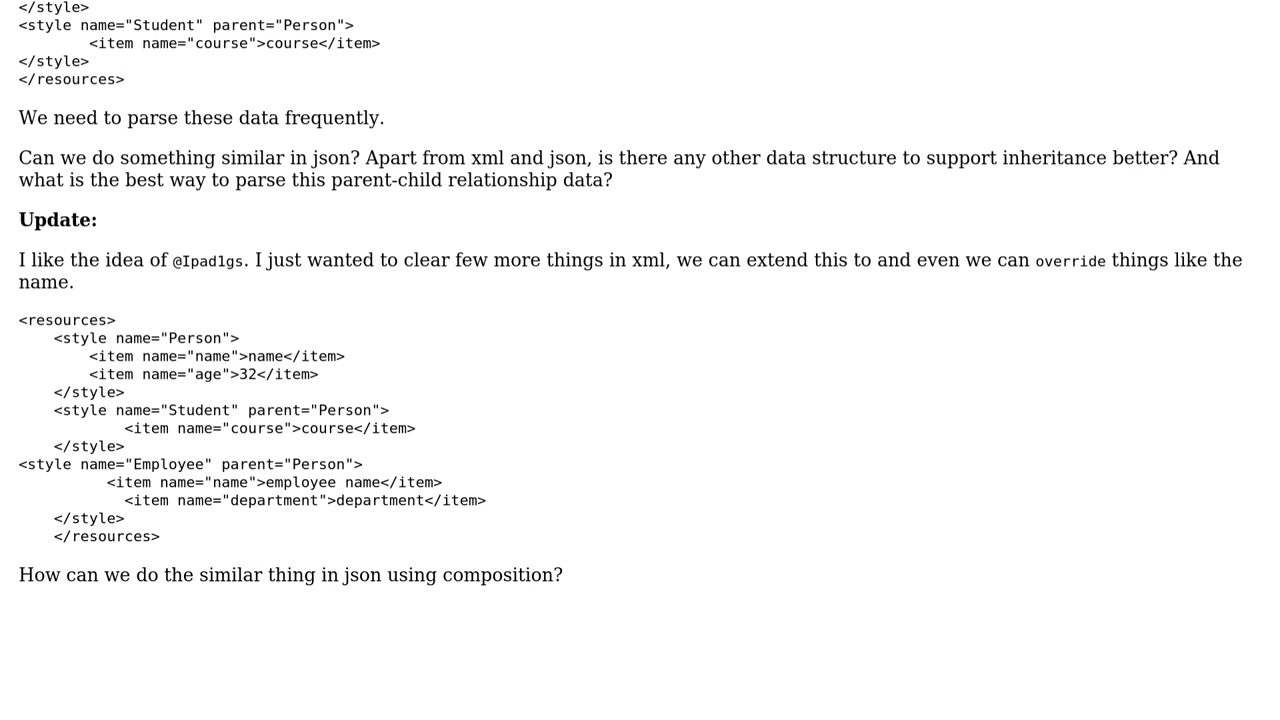 </style>
<style name="Student" parent="Person">
        <item name="course">course</item>
</style>
</resources>
We need to parse these data frequently.
Can we do something similar in json? Apart from xml and json, is there any other data structure to support inheritance better? And
what is the best way to parse this parent-child relationship data?
Update:
I like the idea of @Ipad1gs. I just wanted to clear few more things in xml, we can extend this to and even we can override things like the
name.
<resources>
    <style name="Person">
        <item name="name">name</item>
        <item name="age">32</item>
    </style>
    <style name="Student" parent="Person">
            <item name="course">course</item>
    </style>
<style name="Employee" parent="Person">
          <item name="name">employee name</item>
            <item name="department">department</item>
    </style>
    </resources>
How can we do the similar thing in json using composition?